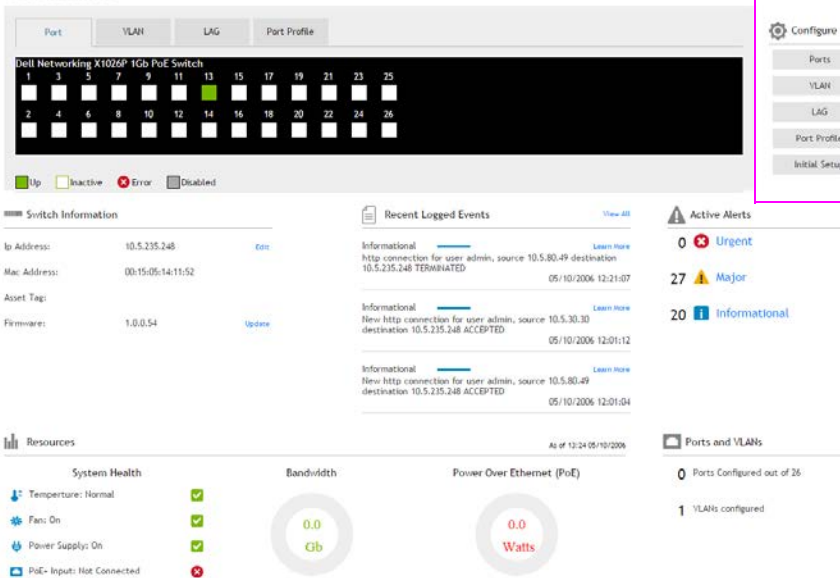 Port VLAN LAG Port Profile
Dell Networking X1026P 1Gb PoE Switch
1 3 5 7 9 11 13 15 17 19 21 23 25
2 4 6 8 10 12 14 16 18 20 22 24 26
Up Inactive Error Disabled
Configure
Ports
VLAN
LAG
Port Profile
Initial Setup
Switch Information
Ip Address: 10.5.235.248 Edit
Mac Address: 00:15:05:14:11:52
Asset Tag:
Firmware: 1.0.0.54 Update
Recent Logged Events View All
Informational Learn More
http connection for user admin, source 10.5.80.49 destination
10.5.235.248 TERMINATED
05/10/2006 12:21:07
Informational Learn More
New http connection for user admin, source 10.5.30.30
destination 10.5.235.248 ACCEPTED
05/10/2006 12:01:12
Informational Learn More
New http connection for user admin, source 10.5.80.49
destination 10.5.235.248 ACCEPTED
05/10/2006 12:01:04
Active Alerts
0 Urgent
27 Major
20 Informational
Resources As of 13:24 05/10/2006
System Health
Temperture: Normal
Fan: On
Power Supply: On
PoE+ Input: Not Connected
Bandwidth
0.0
Gb
Power Over Ethernet (PoE)
0.0
Watts
Ports and VLANs
0 Ports Configured out of 26
1 VLANs configured